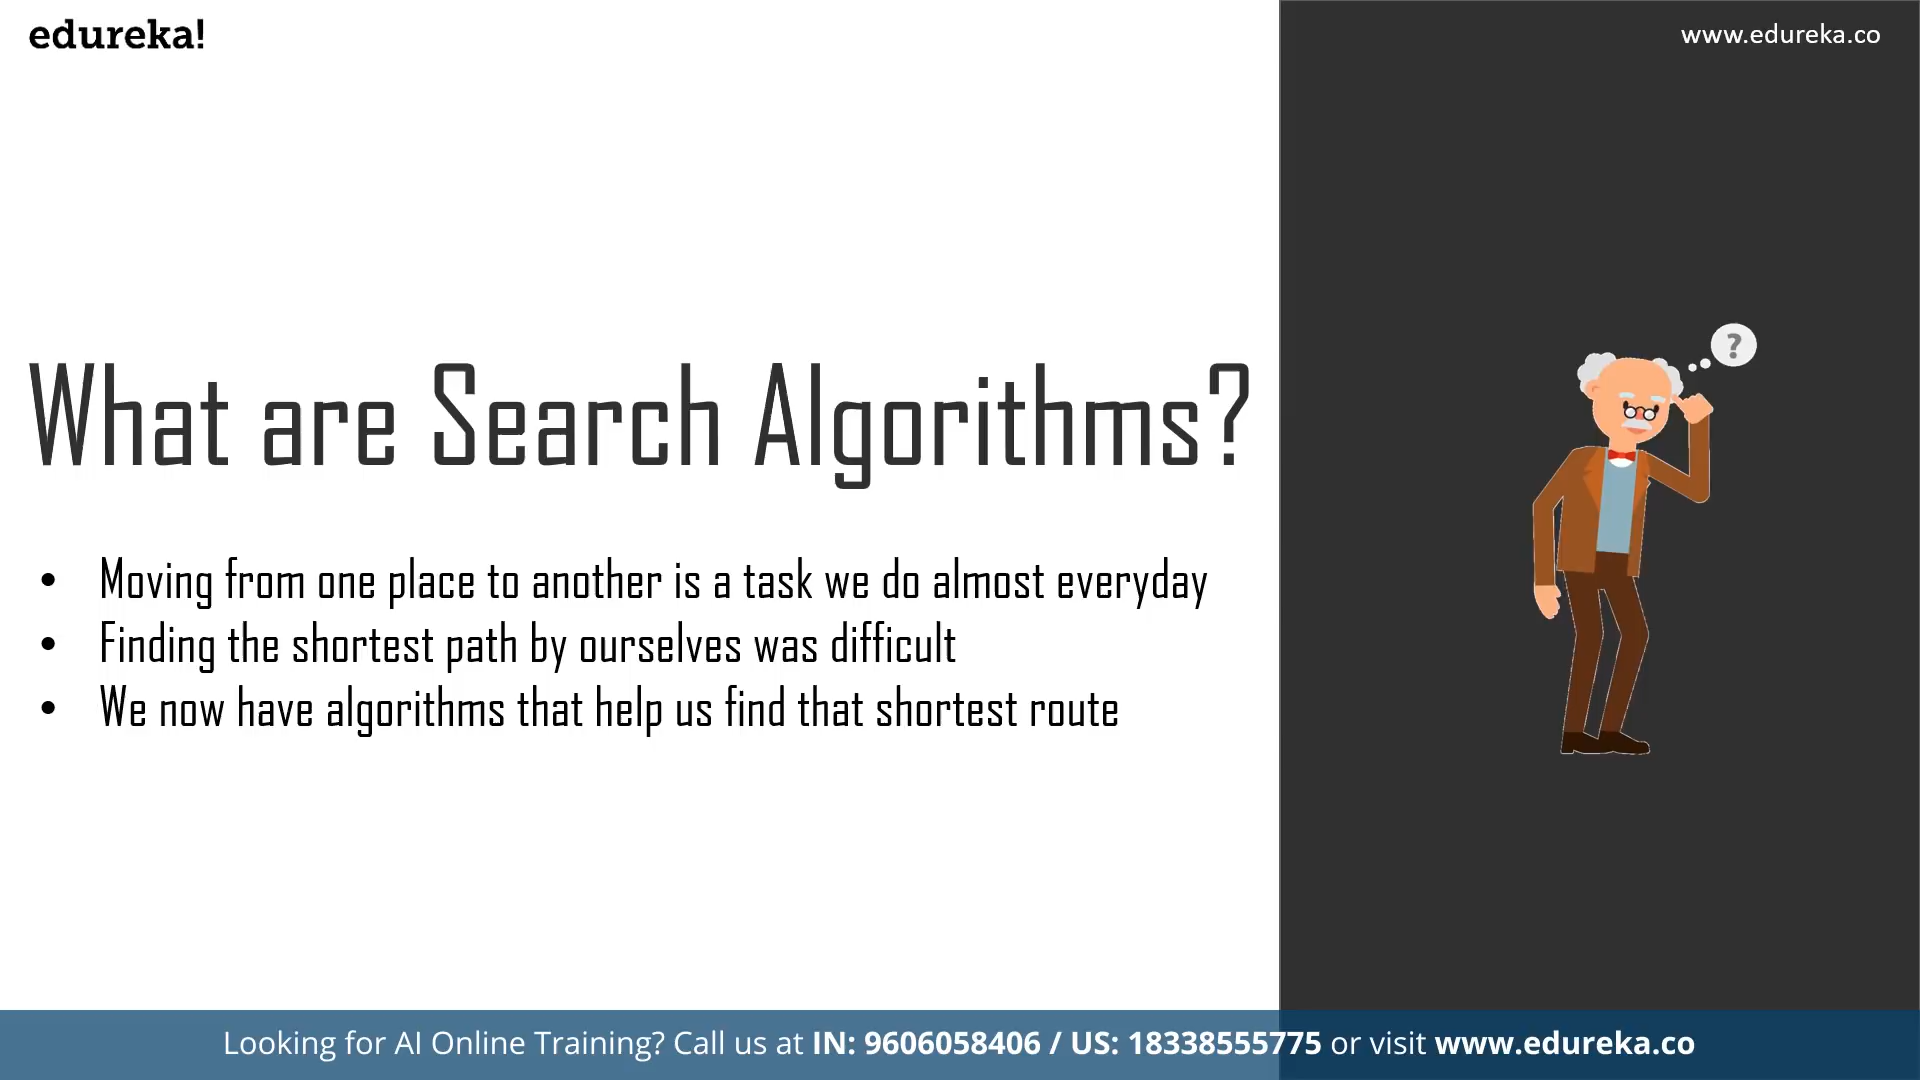 edureka!
www.edureka.co
?
What are Search Algorithms?
• Moving from one place to another is a task we do almost everyday
• Finding the shortest path by ourselves was difficult
• We now have algorithms that help us find that shortest route
Looking for AI Online Training? Call us at IN: 9606058406 / US: 18338555775 or visit www.edureka.co